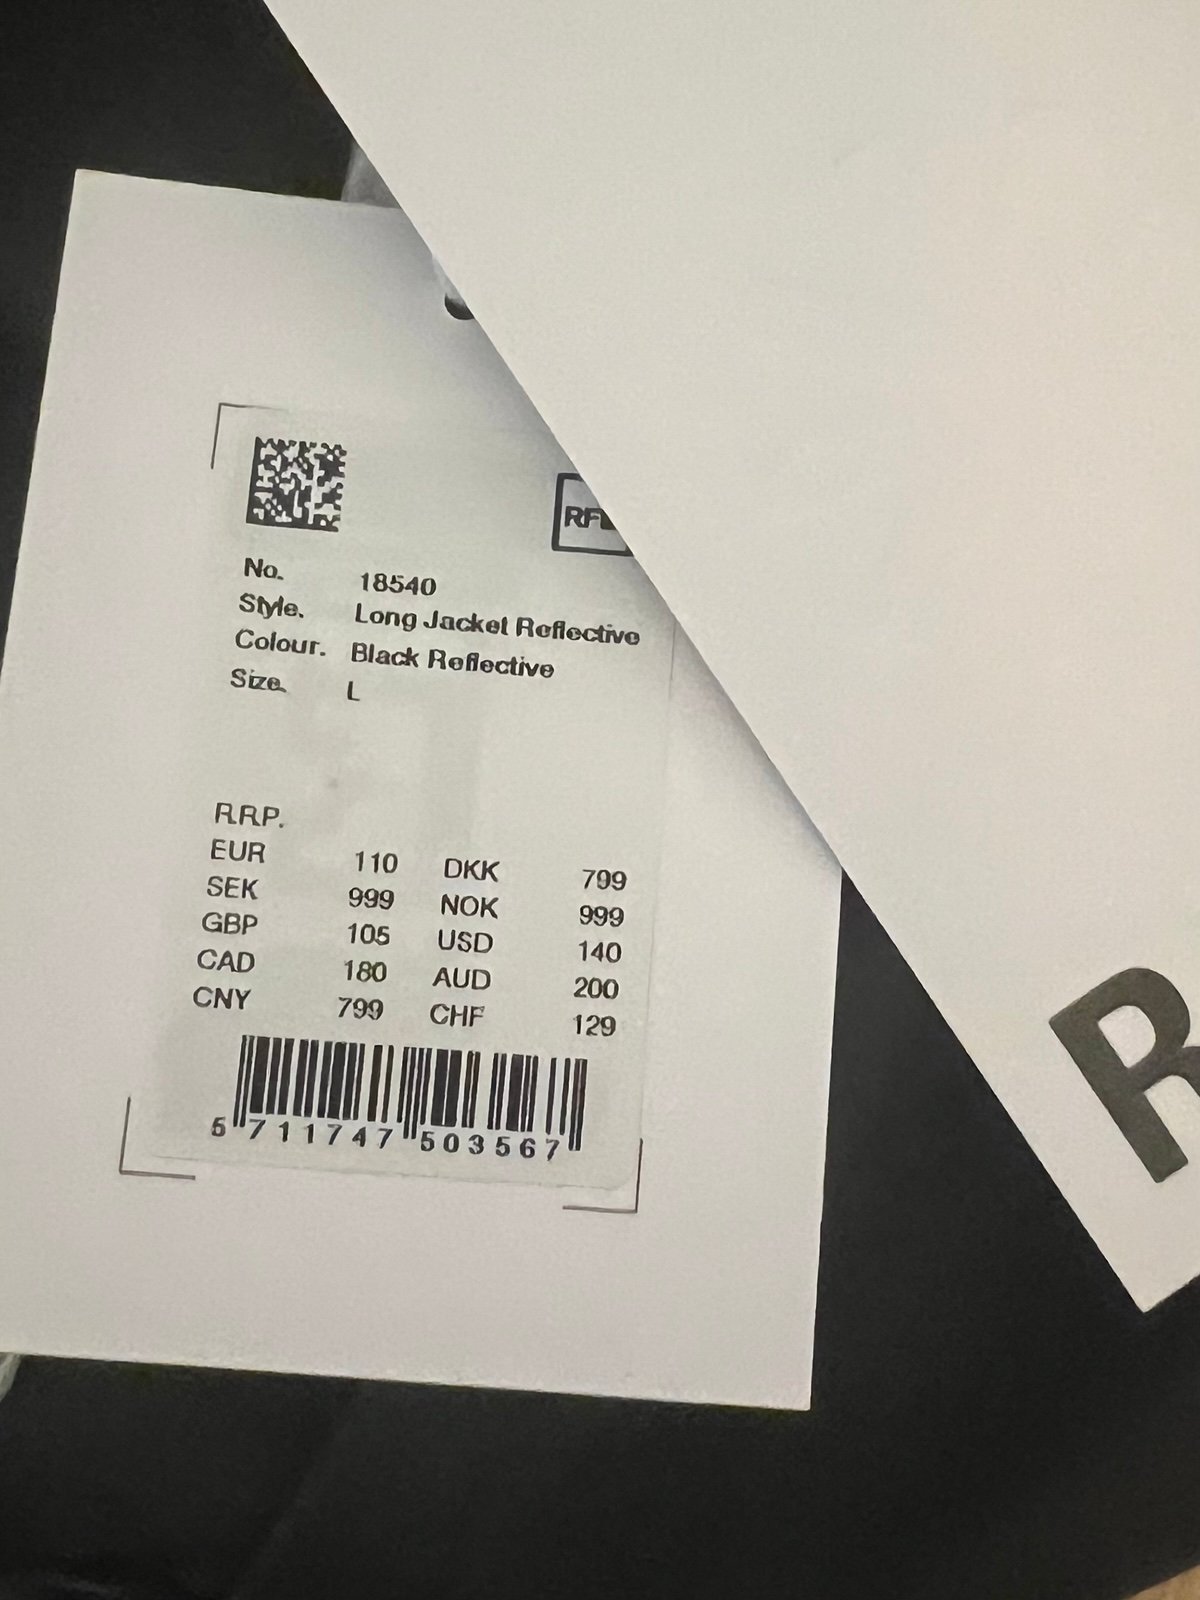 RFI
No. 18540
Style. Long Jacket Reflective
Colour. Black Reflective
Size. L
R.R.P.
EUR 110 DKK 799
SEK 999 NOK 999
GBP 105 USD 140
CAD 180 AUD 200
CNY 799 CHF 129
5 711747 503567
R